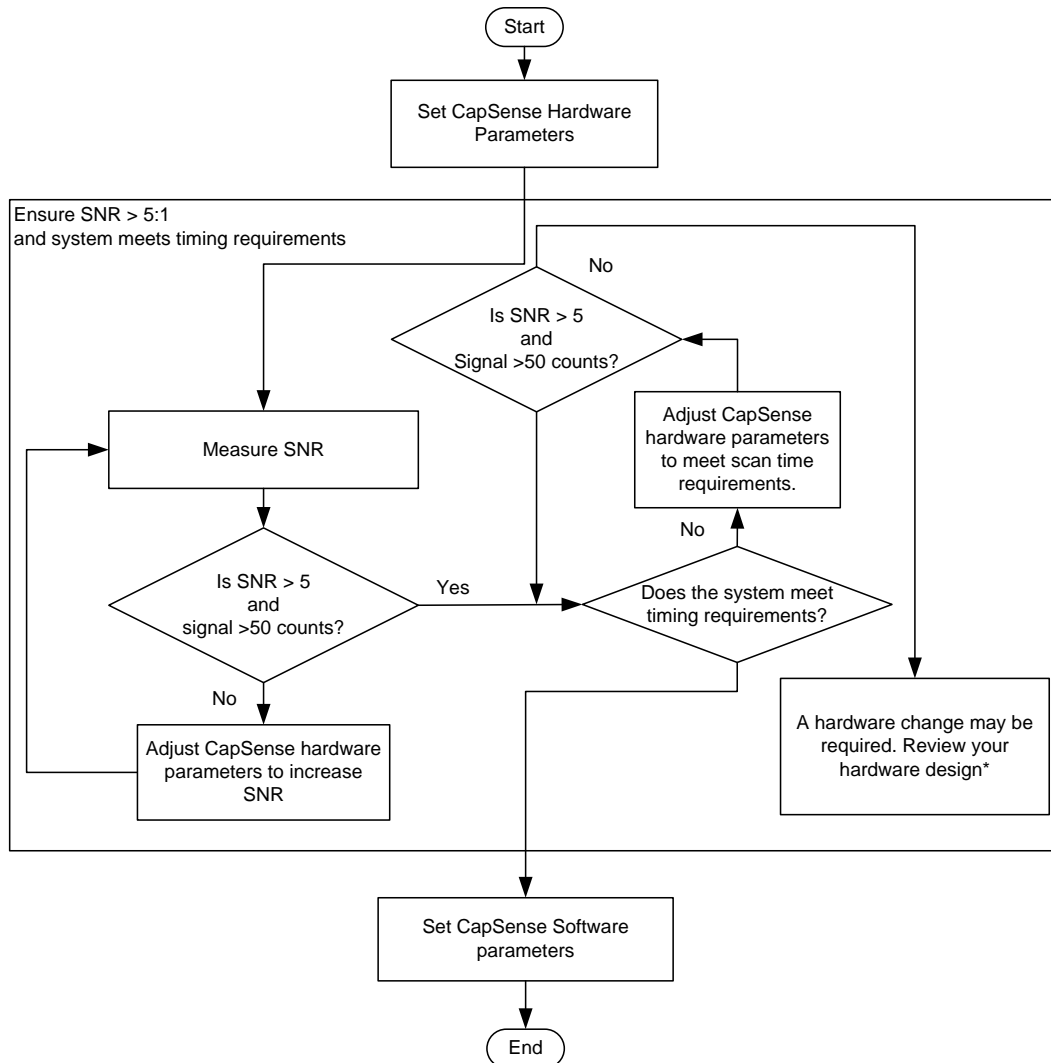 Start
Set CapSense Hardware
Parameters
Ensure SNR > 5:1
and system meets timing requirements
No
Is SNR > 5
and
Signal >50 counts?
Adjust CapSense
hardware parameters
to meet scan time
requirements.
Measure SNR
No
Is SNR > 5
and
signal >50 counts?
Yes
Does the system meet
timing requirements?
No
Adjust CapSense hardware
parameters to increase
SNR
A hardware change may be
required. Review your
hardware design*
Set CapSense Software
parameters
End